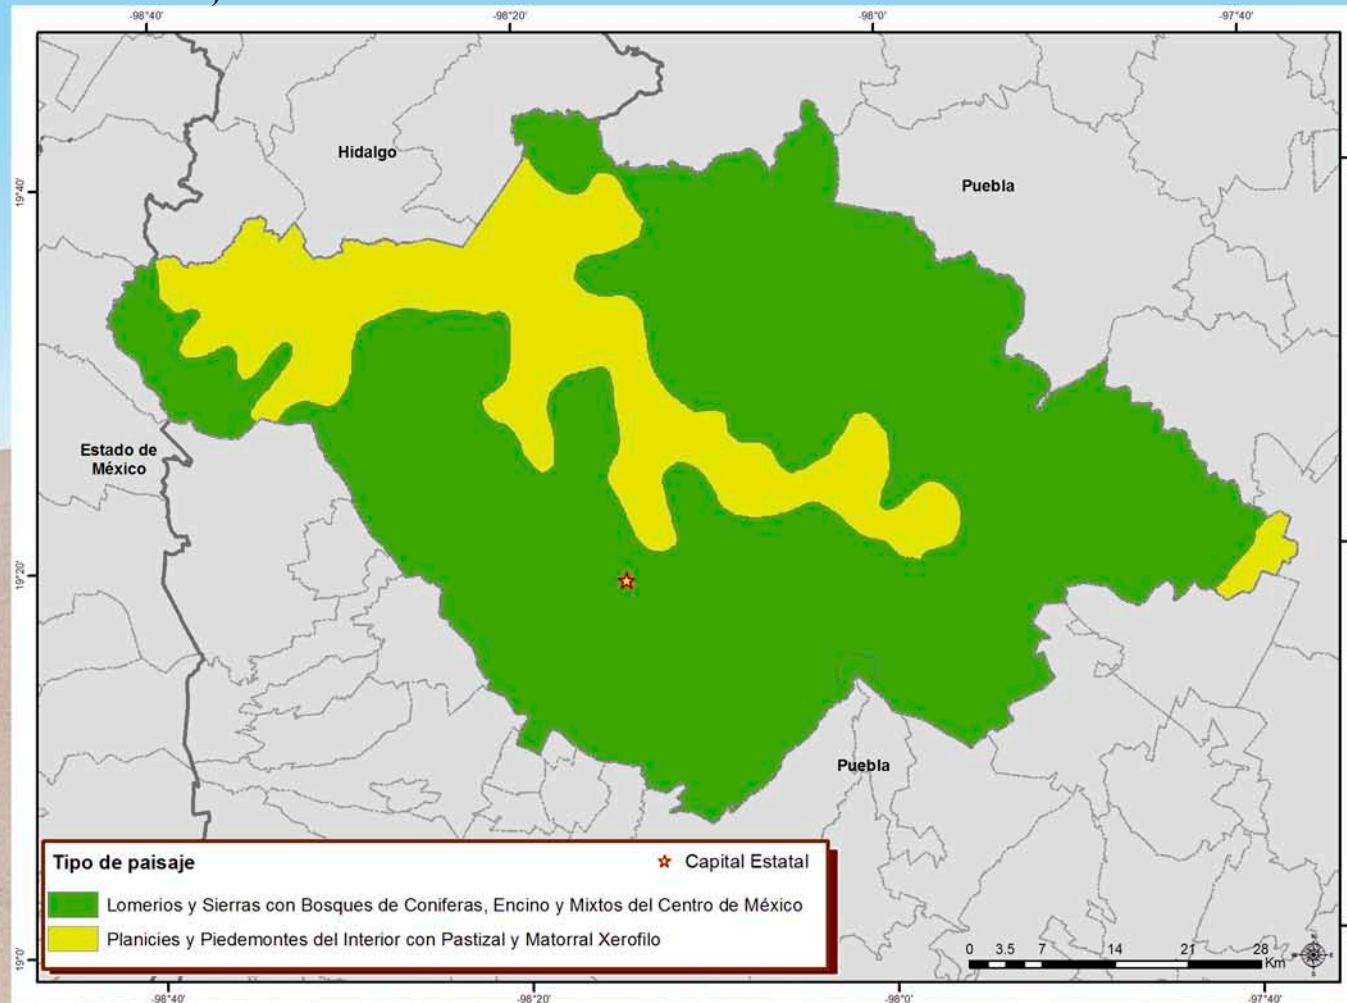 -98°40'
-98°20'
-98°0'
-97°40'
Hidalgo
Puebla
19°40'
Estado de
México
19°20'
Puebla
Tipo de paisaje
Capital Estatal
Lomerios y Sierras con Bosques de Coniferas, Encino y Mixtos del Centro de México
Planicies y Piedemontes del Interior con Pastizal y Matorral Xerofilo
0 3.5 7 14 21 28
Km
19°0'
-98°40'
-98°20'
-98°0'
-97°40'